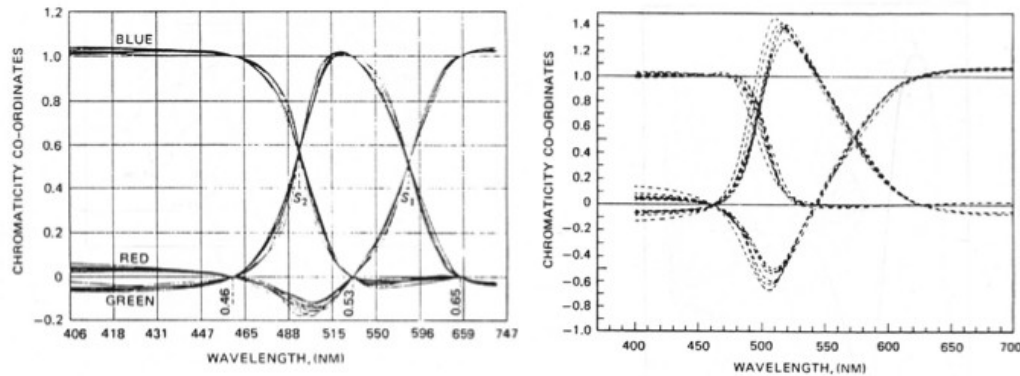 CHROMATICITY CO-ORDINATES
1.2
1.0
0.8
0.6
0.4
0.2
0
-0.2
BLUE
RED
GREEN
S2
S1
0.46
0.53
0.65
406 418 431 447 465 488 515 550 596 659 747
WAVELENGTH, (NM)
CHROMATICITY CO-ORDINATES
1.4
1.2
1.0
0.8
0.6
0.4
0.2
0
-0.2
-0.4
-0.6
-0.8
-1.0
400 450 500 550 600 650 700
WAVELENGTH, (NM)